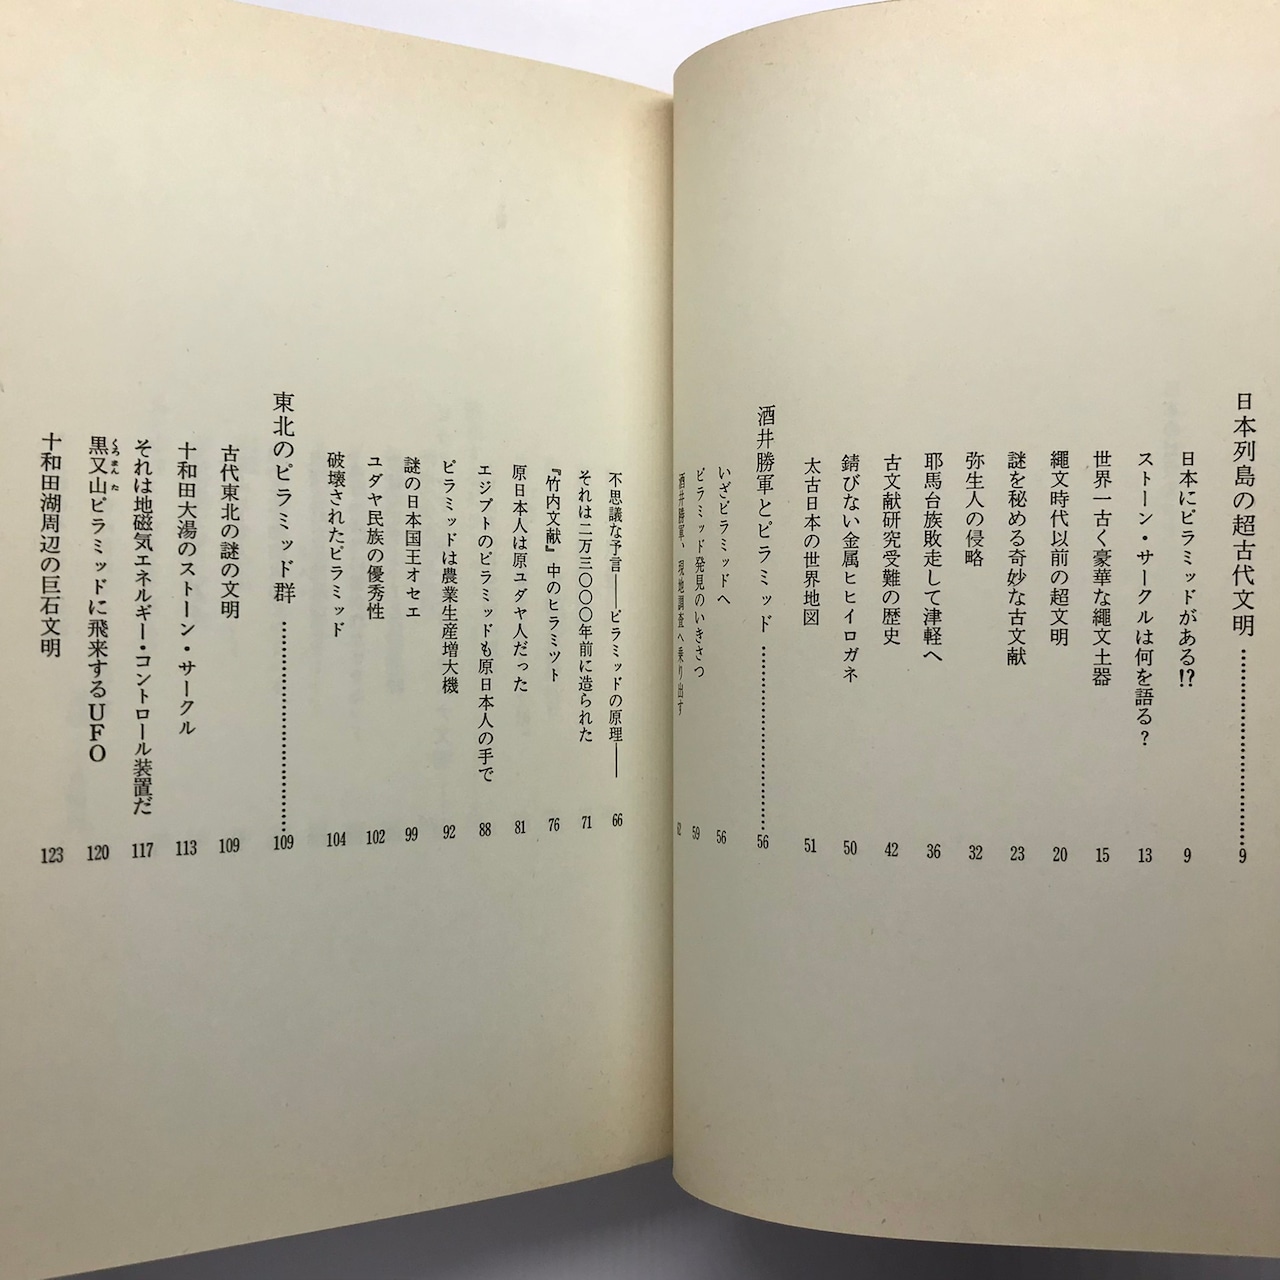 日本列島の超古代文明……………………………9
日本にピラミッドがある!? 9
ストーン・サークルは何を語る? 13
世界一古く豪華な縄文土器 15
縄文時代以前の超文明 20
謎を秘める奇妙な古文献 23
弥生人の侵略 32
耶馬台族敗走して津軽へ 36
古文献研究受難の歴史 42
錆びない金属ヒヒイロガネ 50
太古日本の世界地図 51
酒井勝軍とピラミッド……………………………56
いざピラミッドへ 56
ピラミッド発見のいきさつ 59
酒井勝軍、現地調査へ乗り出す 62
不思議な予言――ピラミッドの原理―― 66
それは二万三〇〇〇年前に造られた 71
『竹内文献』中のヒラミツト 76
原日本人は原ユダヤ人だった 81
エジプトのピラミッドも原日本人の手で 88
ピラミッドは農業生産増大機 92
謎の日本国王オセエ 99
ユダヤ民族の優秀性 102
破壊されたピラミッド 104
東北のピラミッド群……………………………109
古代東北の謎の文明 109
十和田大湯のストーン・サークル 113
それは地磁気エネルギー・コントロール装置だ 117
黒又山ピラミッドに飛来するUFO 120
くろまんた
十和田湖周辺の巨石文明 123